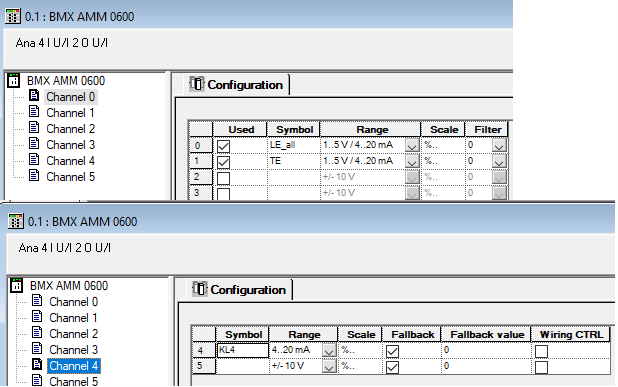 0.1 : BMX AMM 0600
Ana 4 I U/I 2 O U/I
BMX AMM 0600
Channel 0
Channel 1
Channel 2
Channel 3
Channel 4
Channel 5
Configuration
Used Symbol Range Scale Filter
0 LE_all 1..5 V / 4..20 mA %.. 0
1 TE 1..5 V / 4..20 mA %.. 0
2 +/- 10 V %.. 0
3 +/- 10 V %.. 0
0.1 : BMX AMM 0600
Ana 4 I U/I 2 O U/I
BMX AMM 0600
Channel 0
Channel 1
Channel 2
Channel 3
Channel 4
Channel 5
Configuration
Symbol Range Scale Fallback Fallback value Wiring CTRL
4 KL4 4..20 mA %.. 0
5 +/- 10 V %.. 0